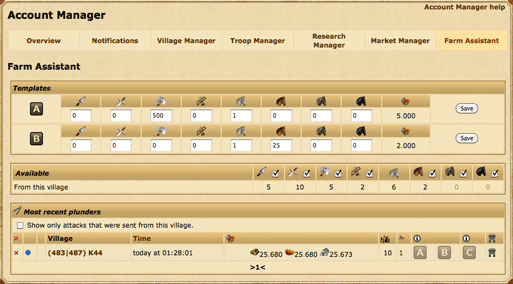 Account Manager help
Account Manager
Overview Notifications Village Manager Troop Manager Research Manager Market Manager Farm Assistant
Farm Assistant
Templates
A 0 0 500 0 1 0 0 0 5.000 Save
B 0 0 0 0 1 25 0 0 2.000 Save
Available
From this village 5 10 5 2 6 2 0 0
Most recent plunders
Show only attacks that were sent from this village.
Village Time
(483|487) K44 today at 01:28:01 25.680 25.680 25.673 10 1 A B C
>1<